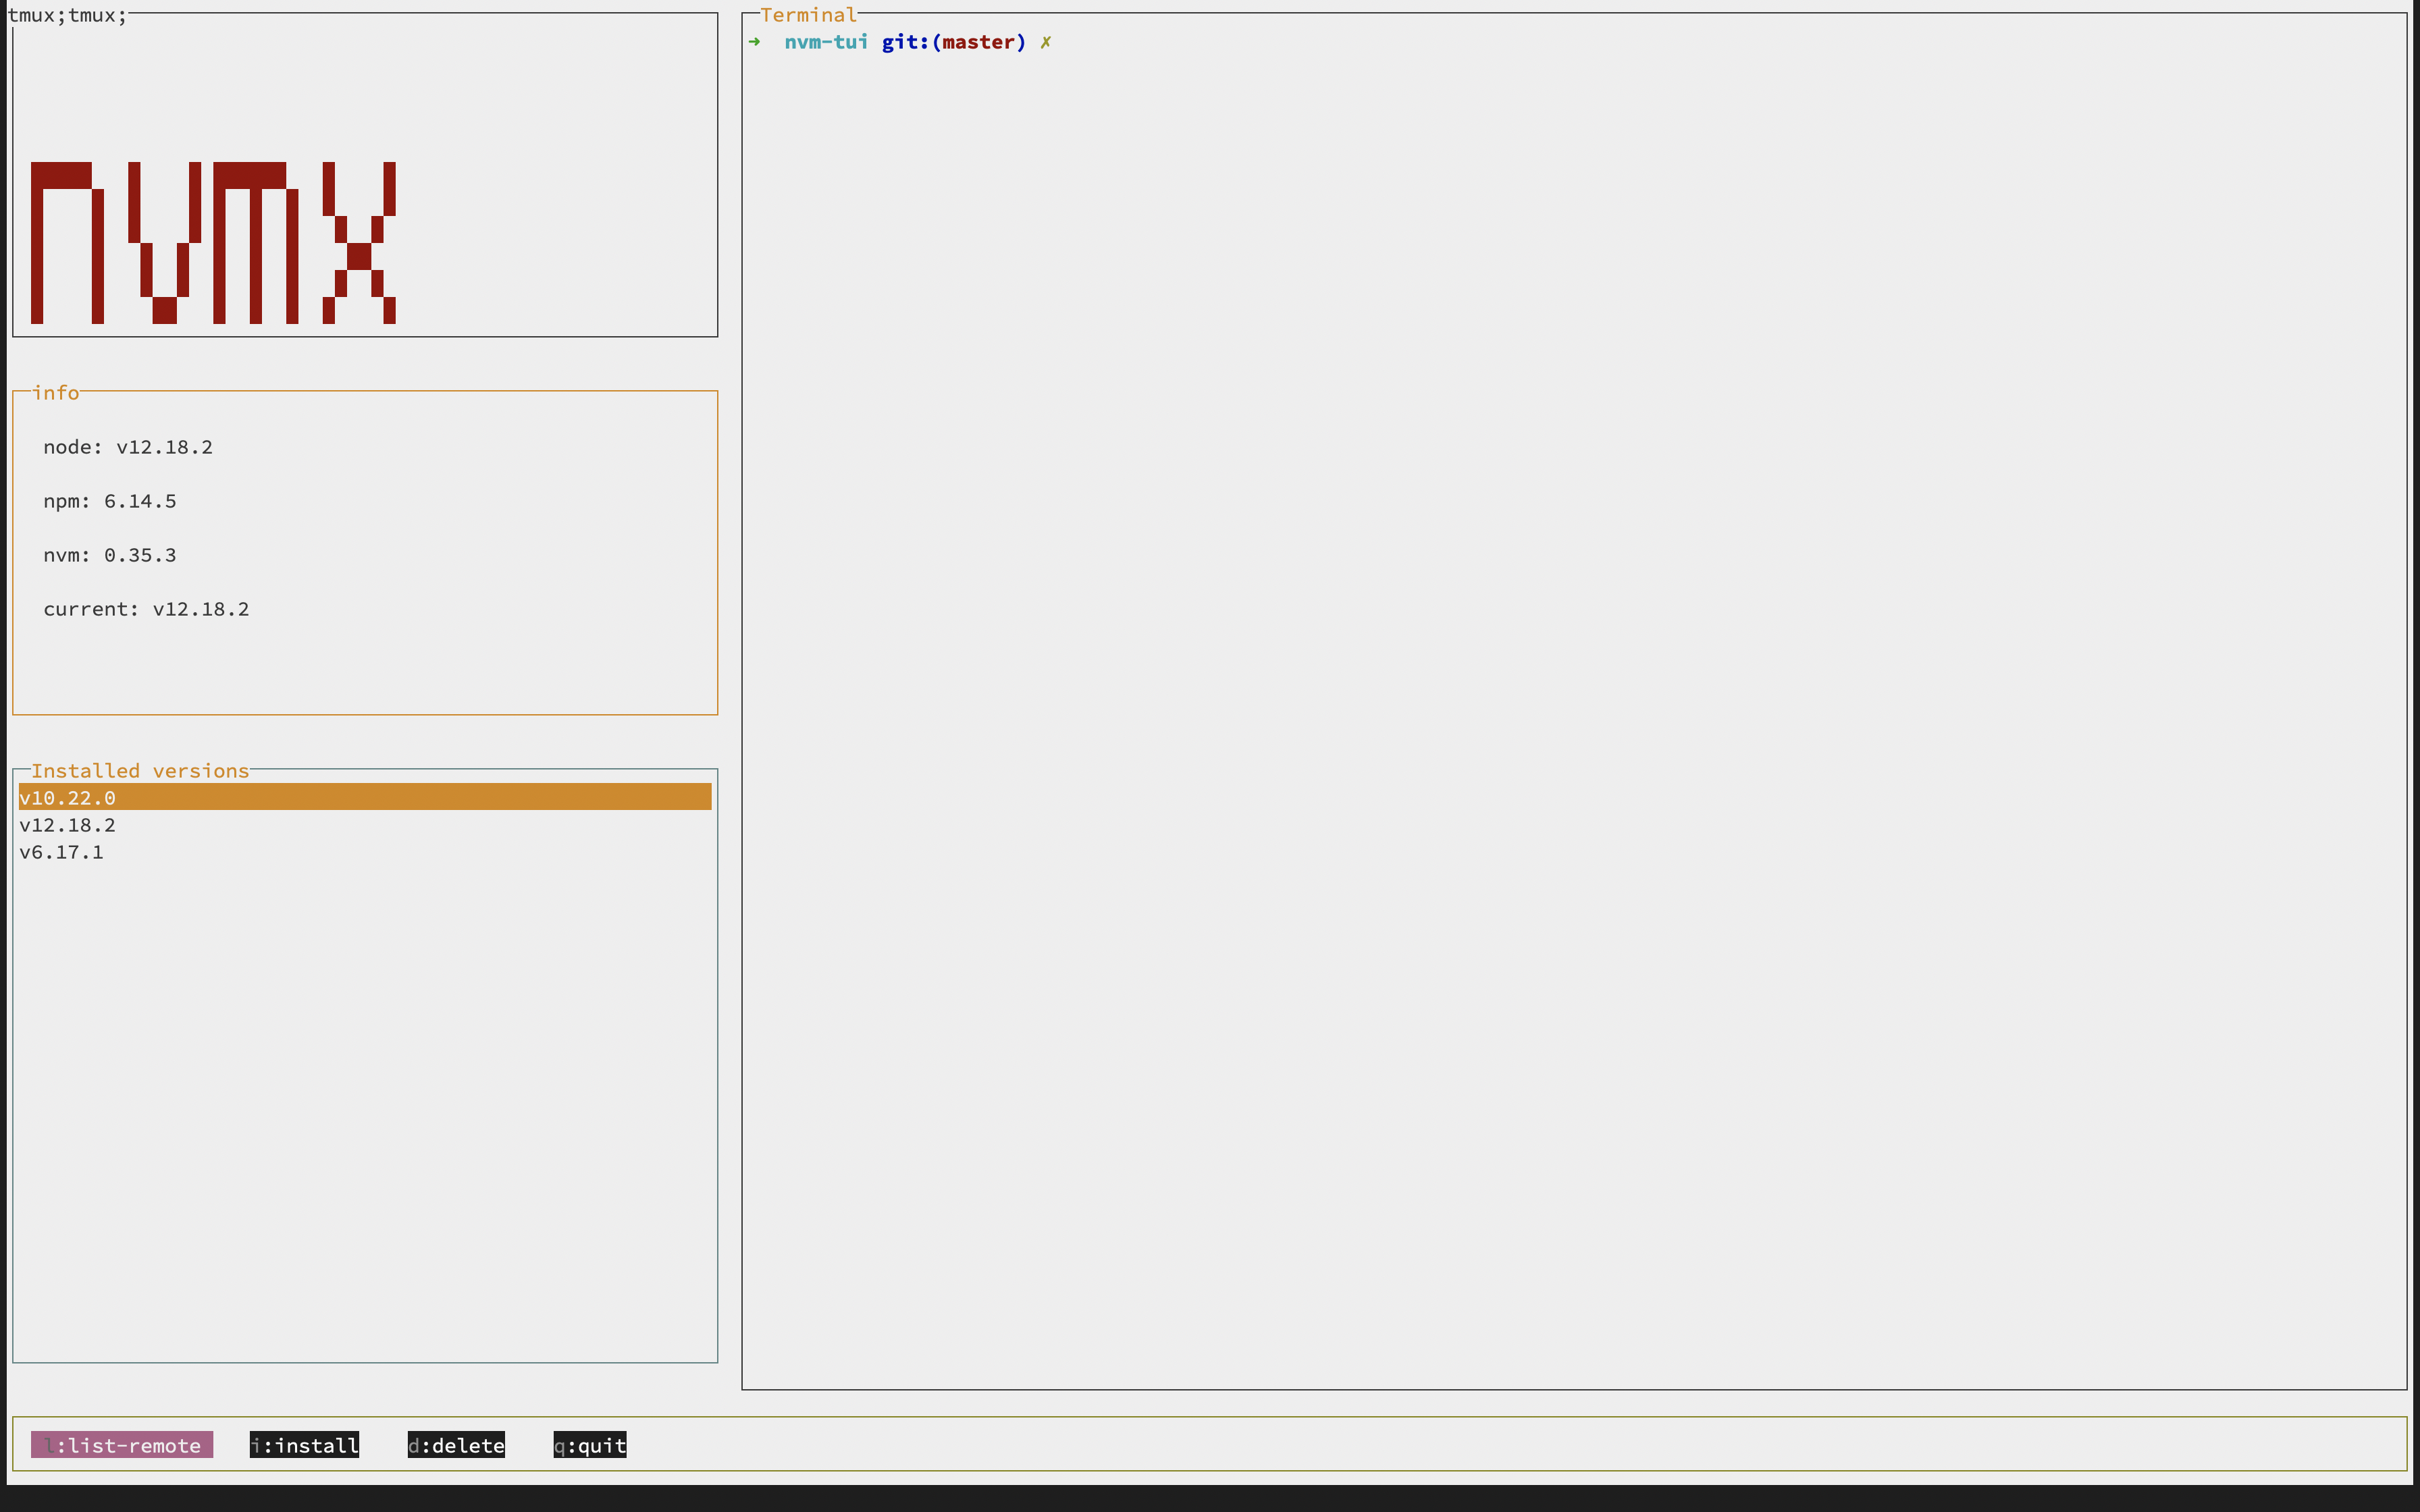 tmux;tmux;
nvmx
info
node: v12.18.2
npm: 6.14.5
nvm: 0.35.3
current: v12.18.2
Installed versions
v10.22.0
v12.18.2
v6.17.1
Terminal
➜ nvm-tui git:(master) ✗
l:list-remote i:install d:delete q:quit